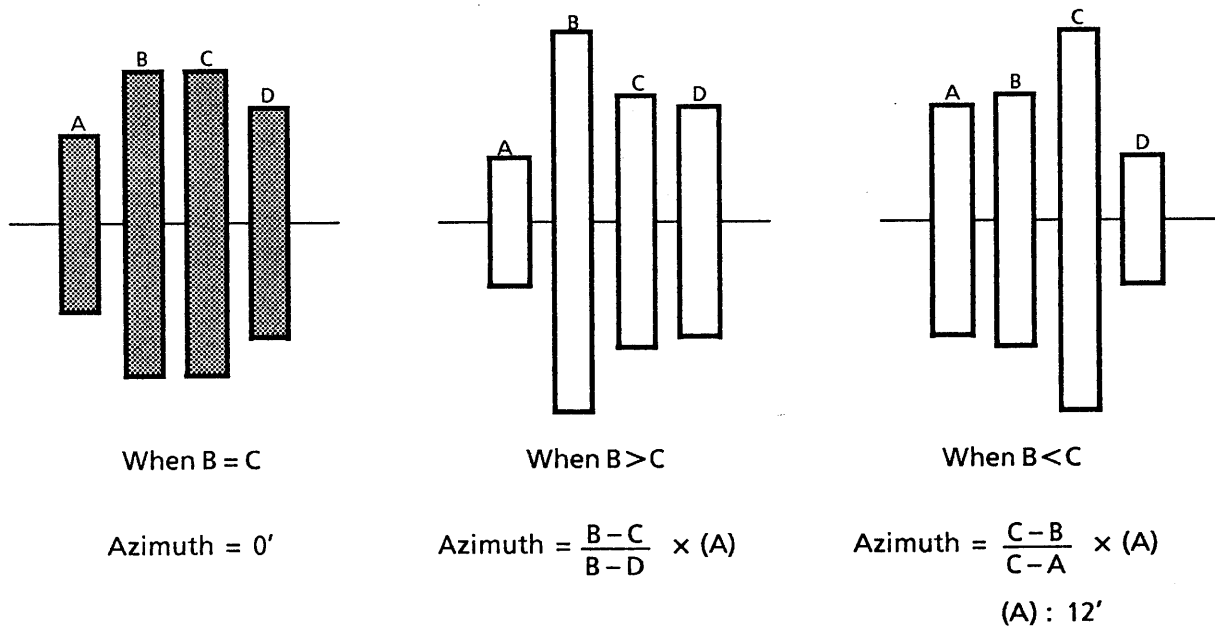 A B C D
A B C D
A B C D
When B = C
When B>C
When B<C
Azimuth = 0′
Azimuth = B – C / B – D × (A)
Azimuth = C – B / C – A × (A)
(A) : 12′